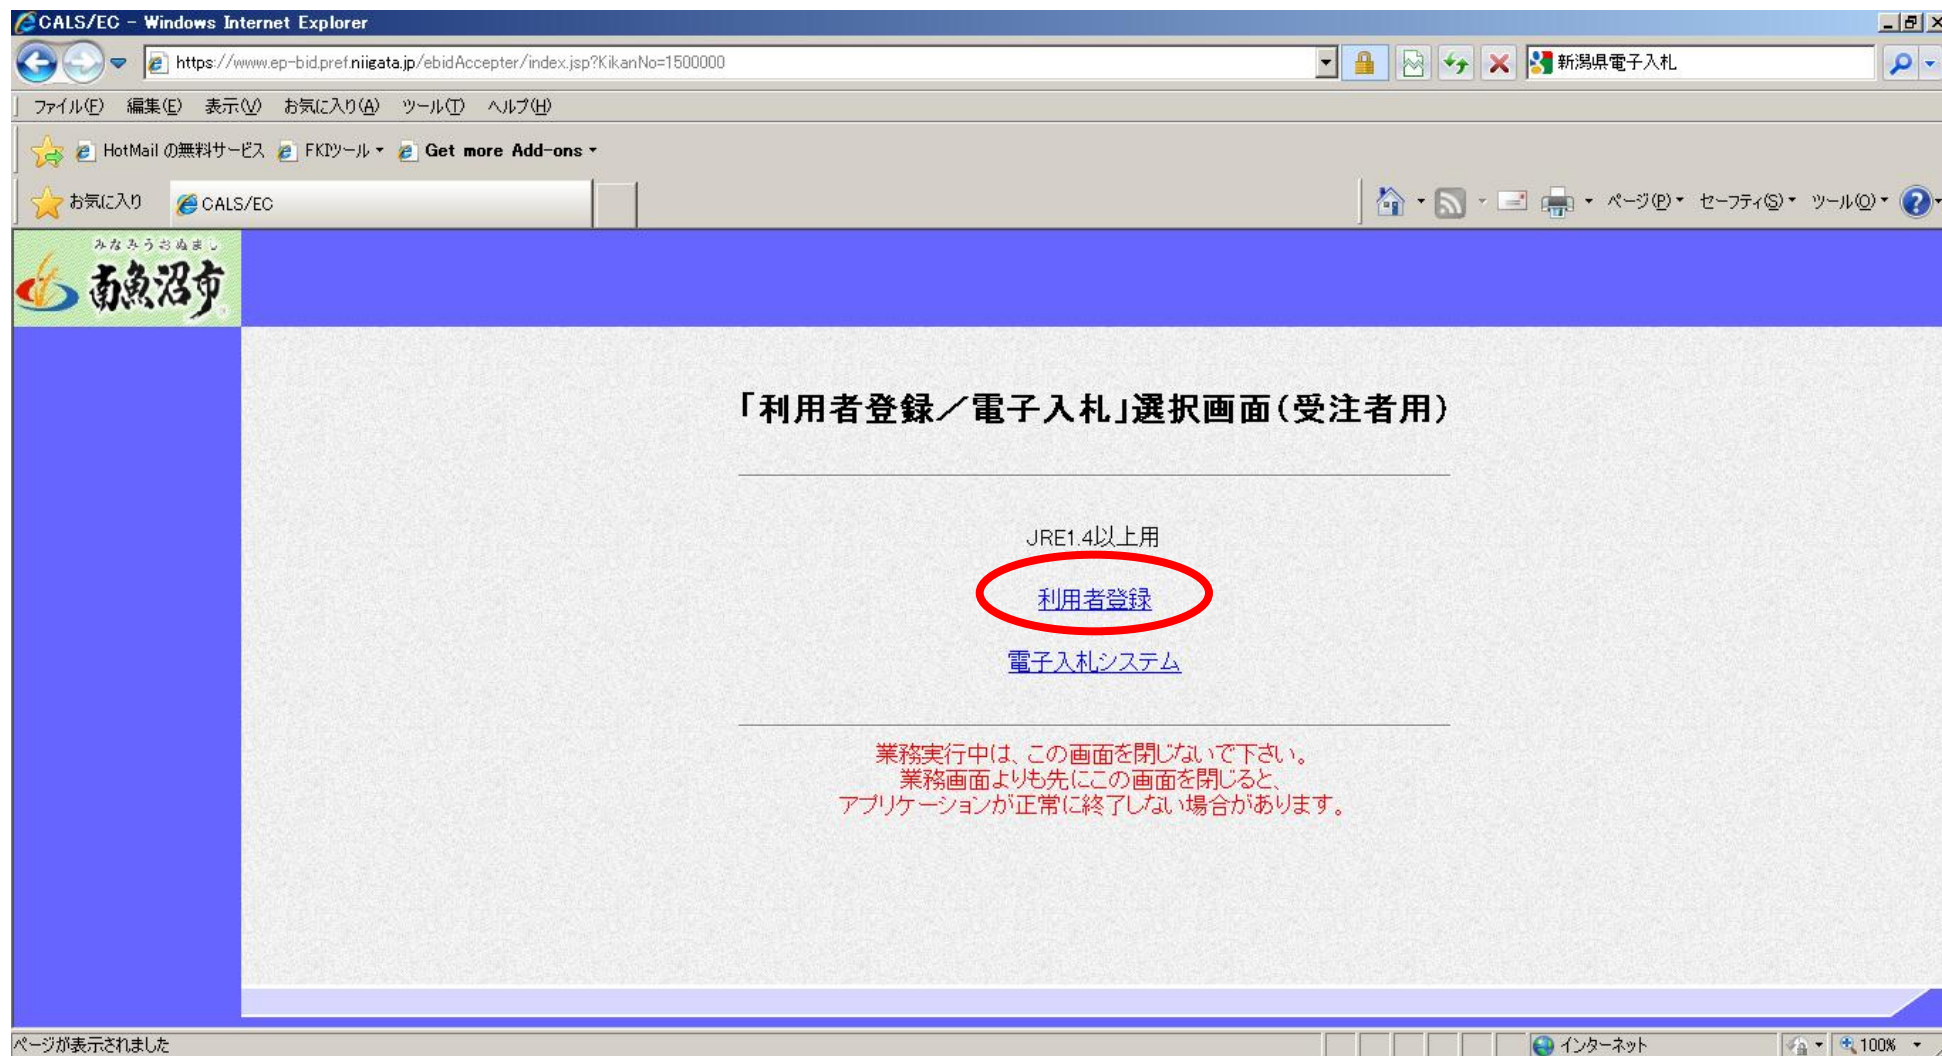 CALS/EC - Windows Internet Explorer
https://www.ep-bid.pref.niigata.jp/ebidAccepter/index.jsp?KikanNo=1500000
新潟県電子入札
ファイル(F) 編集(E) 表示(V) お気に入り(A) ツール(T) ヘルプ(H)
HotMail の無料サービス FKIツール Get more Add-ons
お気に入り CALS/EC ページ(P) セーフティ(S) ツール(O)
みなみうおぬまし
南魚沼市
「利用者登録／電子入札」選択画面(受注者用)
JRE1.4以上用
利用者登録
電子入札システム
業務実行中は、この画面を閉じないで下さい。
業務画面よりも先にこの画面を閉じると、
アプリケーションが正常に終了しない場合があります。
ページが表示されました インターネット 100%